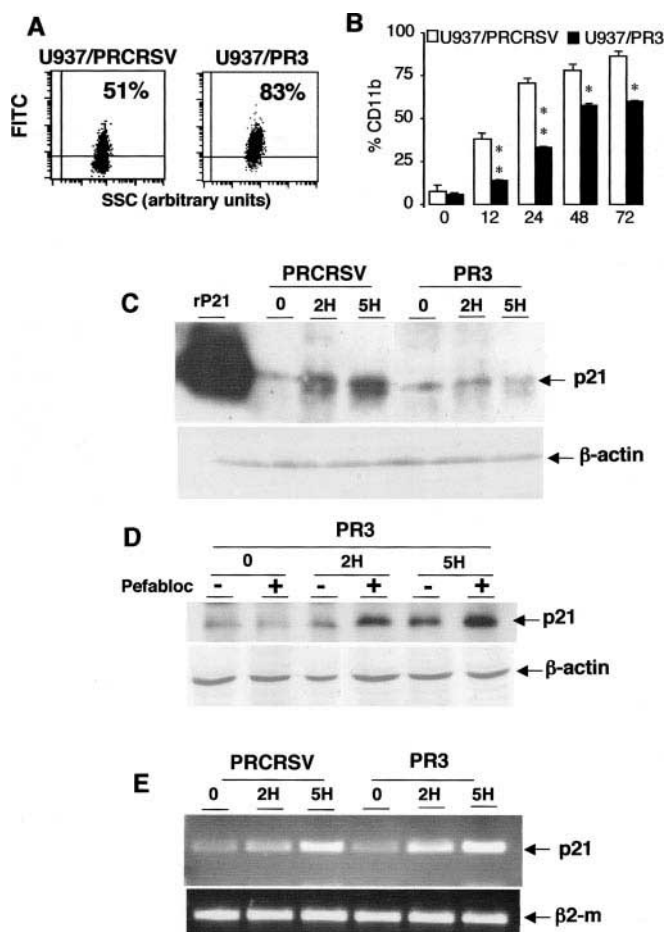 A
U937/PRCRSV U937/PR3
51% 83%
FITC
SSC (arbitrary units)
B
U937/PRCRSV U937/PR3
% CD11b
75
50
25
0
* *
* *
*
*
0 12 24 48 72
C
PRCRSV PR3
rP21 0 2H 5H 0 2H 5H
p21
β-actin
D
PR3
0 2H 5H
Pefabloc - + - + - +
p21
β-actin
E
PRCRSV PR3
0 2H 5H 0 2H 5H
p21
β2-m